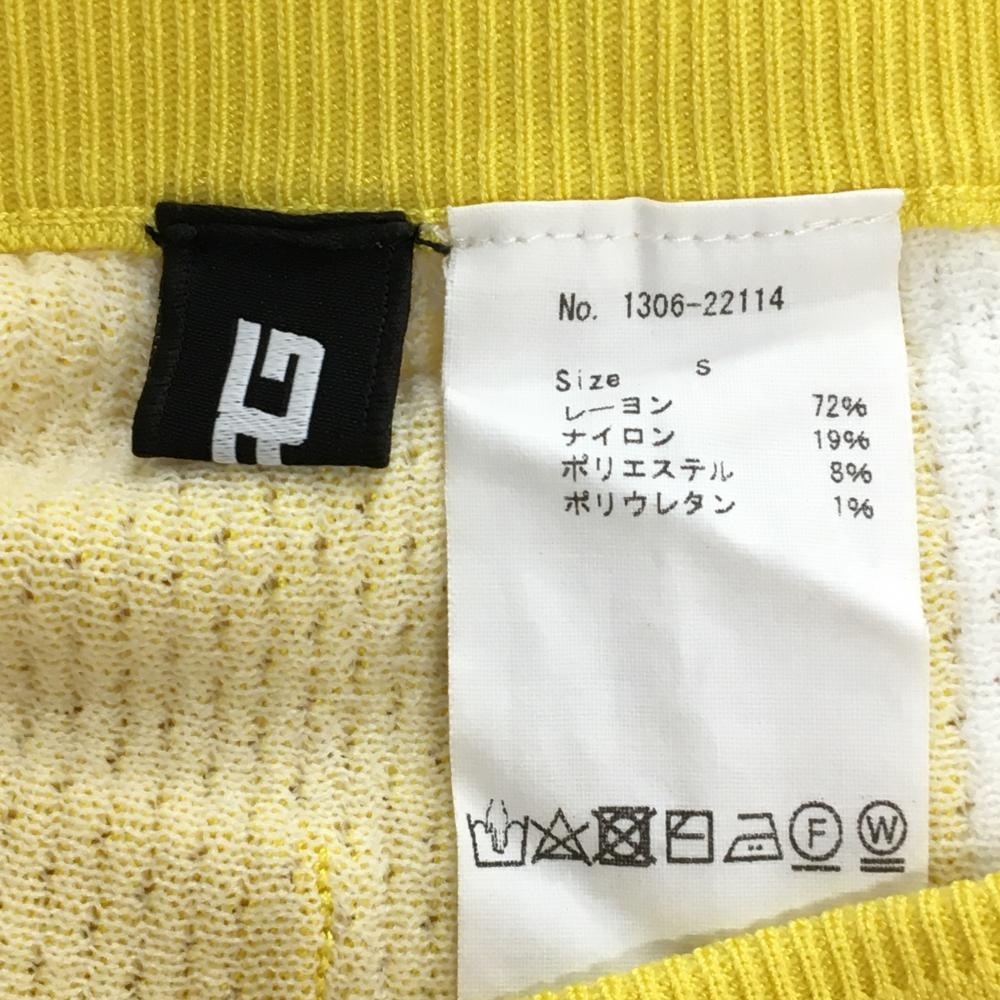 No. 1306-22114
Size S
レーヨン 72%
ナイロン 19%
ポリエステル 8%
ポリウレタン 1%
F
W
G